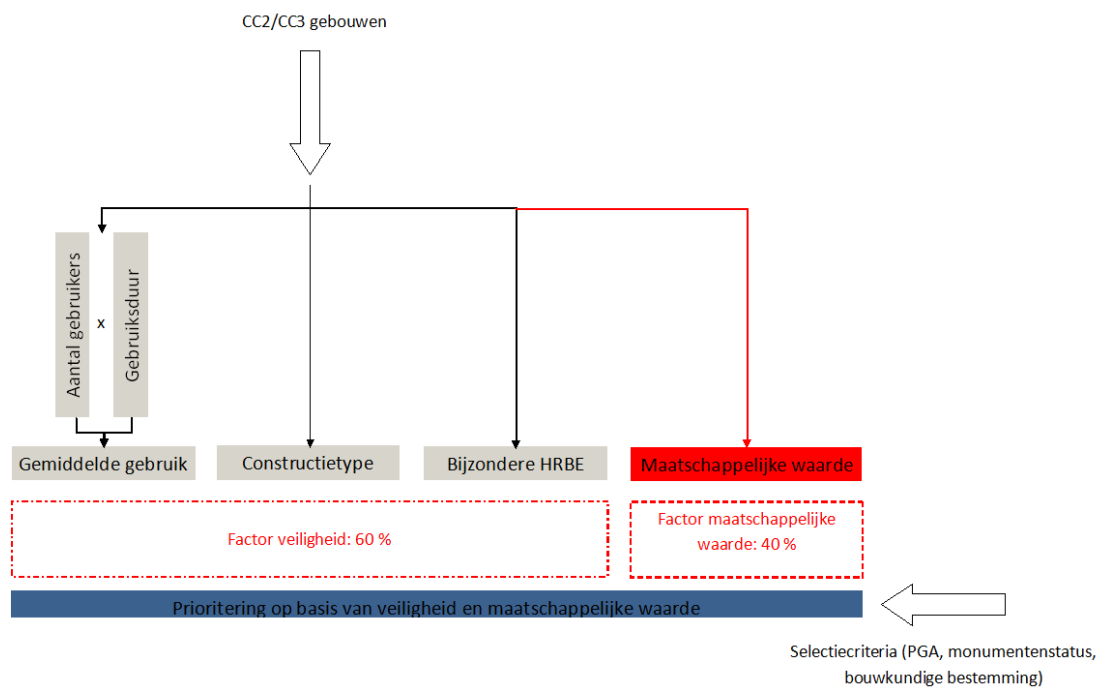 CC2/CC3 gebouwen
Aantal gebruikers
x
Gebruiksduur
Gemiddelde gebruik
Constructietype
Bijzondere HRBE
Maatschappelijke waarde
Factor veiligheid: 60 %
Factor maatschappelijke
waarde: 40 %
Prioritering op basis van veiligheid en maatschappelijke waarde
Selectiecriteria (PGA, monumentenstatus,
bouwkundige bestemming)